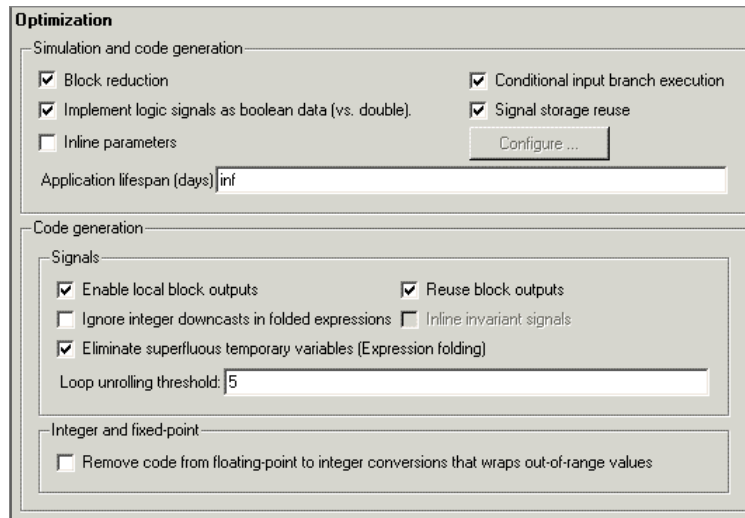 Optimization
Simulation and code generation
Block reduction
Conditional input branch execution
Implement logic signals as boolean data (vs. double).
Signal storage reuse
Inline parameters
Configure ...
Application lifespan (days) inf
Code generation
Signals
Enable local block outputs
Reuse block outputs
Ignore integer downcasts in folded expressions
Inline invariant signals
Eliminate superfluous temporary variables (Expression folding)
Loop unrolling threshold: 5
Integer and fixed-point
Remove code from floating-point to integer conversions that wraps out-of-range values